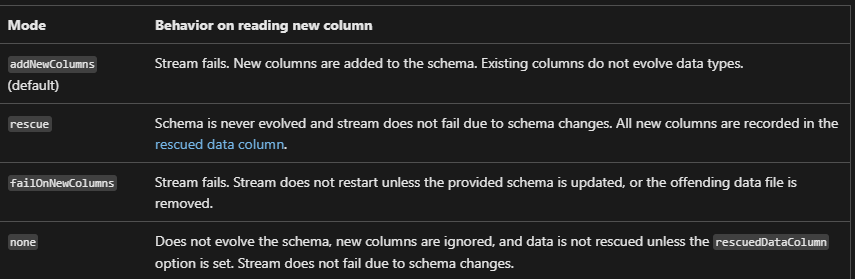 Mode Behavior on reading new column
addNewColumns Stream fails. New columns are added to the schema. Existing columns do not evolve data types.
(default)
rescue Schema is never evolved and stream does not fail due to schema changes. All new columns are recorded in the
rescued data column.
failOnNewColumns Stream fails. Stream does not restart unless the provided schema is updated, or the offending data file is
removed.
none Does not evolve the schema, new columns are ignored, and data is not rescued unless the rescuedDataColumn
option is set. Stream does not fail due to schema changes.